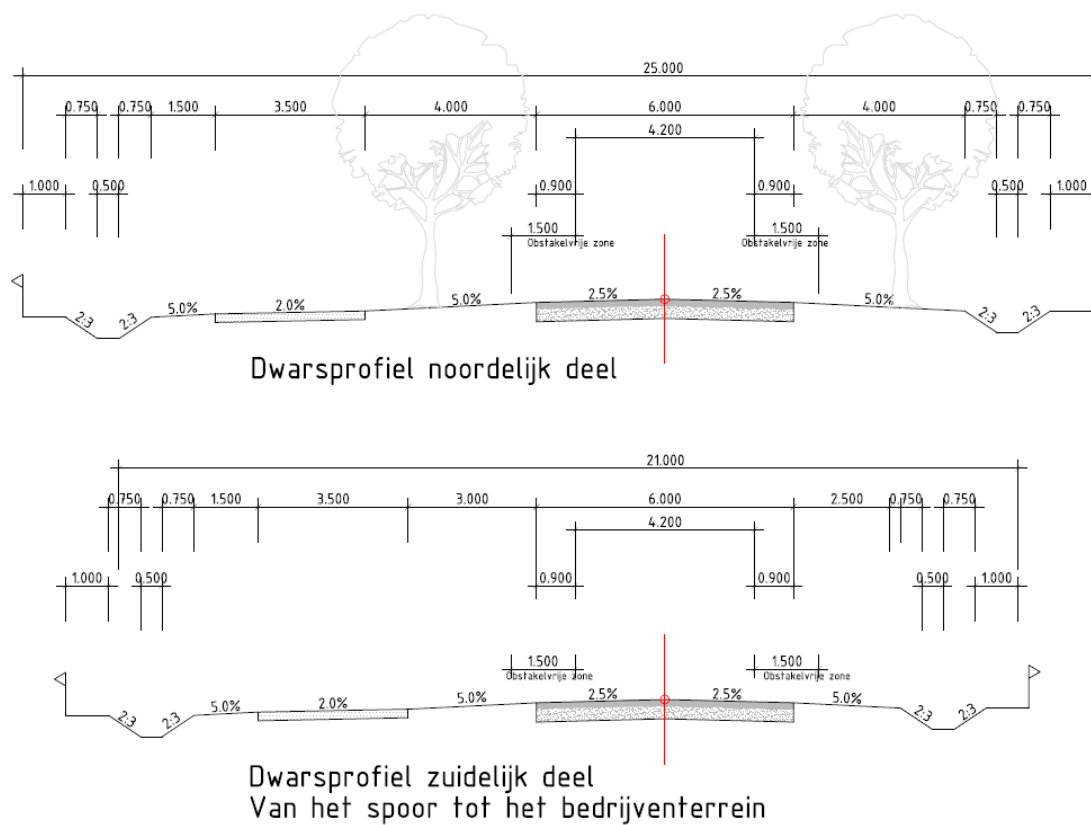 25.000
0.750 0.750 1.500 3.500 4.000 6.000 4.000 0.750 0.750
4.200
1.000 0.500 0.900 0.900 0.500 1.000
1.500 1.500
Obstakelvrije zone Obstakelvrije zone
2:3 2:3 5.0% 2.0% 5.0% 2.5% 2.5% 5.0% 2:3 2:3
Dwarsprofiel noordelijk deel
21.000
0.750 0.750 1.500 3.500 3.000 6.000 2.500 0.750 0.750
4.200
1.000 0.500 0.900 0.900 0.500 1.000
1.500 1.500
Obstakelvrije zone Obstakelvrije zone
2:3 2:3 5.0% 2.0% 5.0% 2.5% 2.5% 5.0% 2:3 2:3
Dwarsprofiel zuidelijk deel
Van het spoor tot het bedrijventerrein